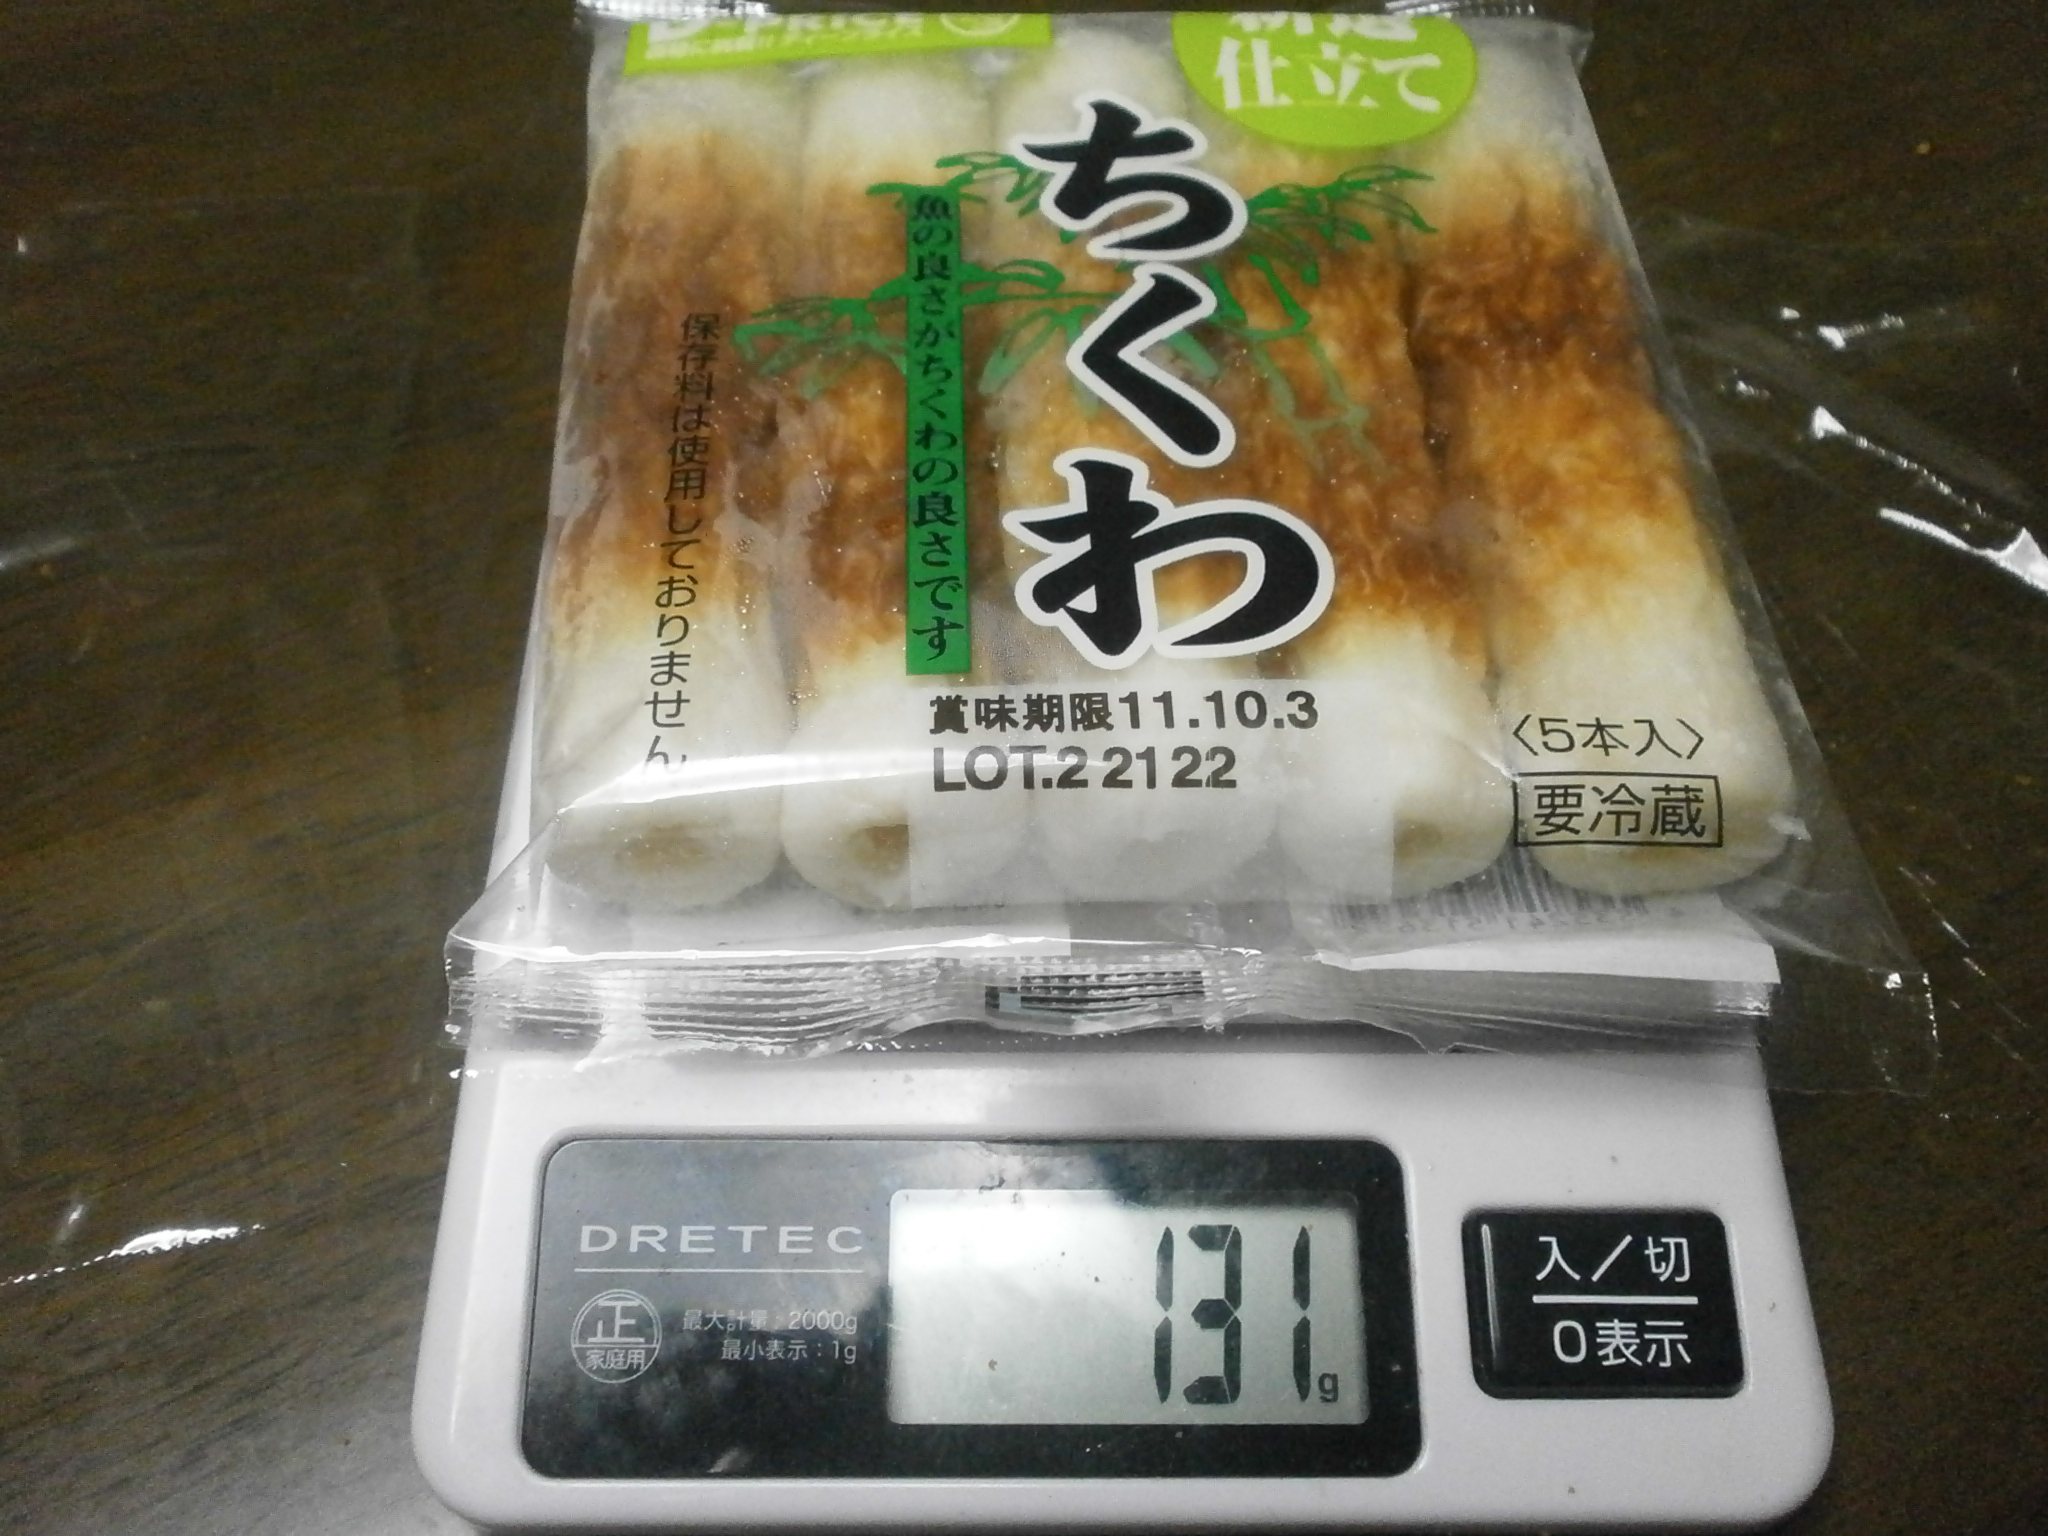 仕立て
ちくわ
魚の良さがちくわの良さです
保存料は使用しておりません
賞味期限11.10.3
LOT.2 2122
〈5本入〉
要冷蔵
DRETEC
正
家庭用
最大計量：2000g
最小表示：1g
131g
入／切
0表示